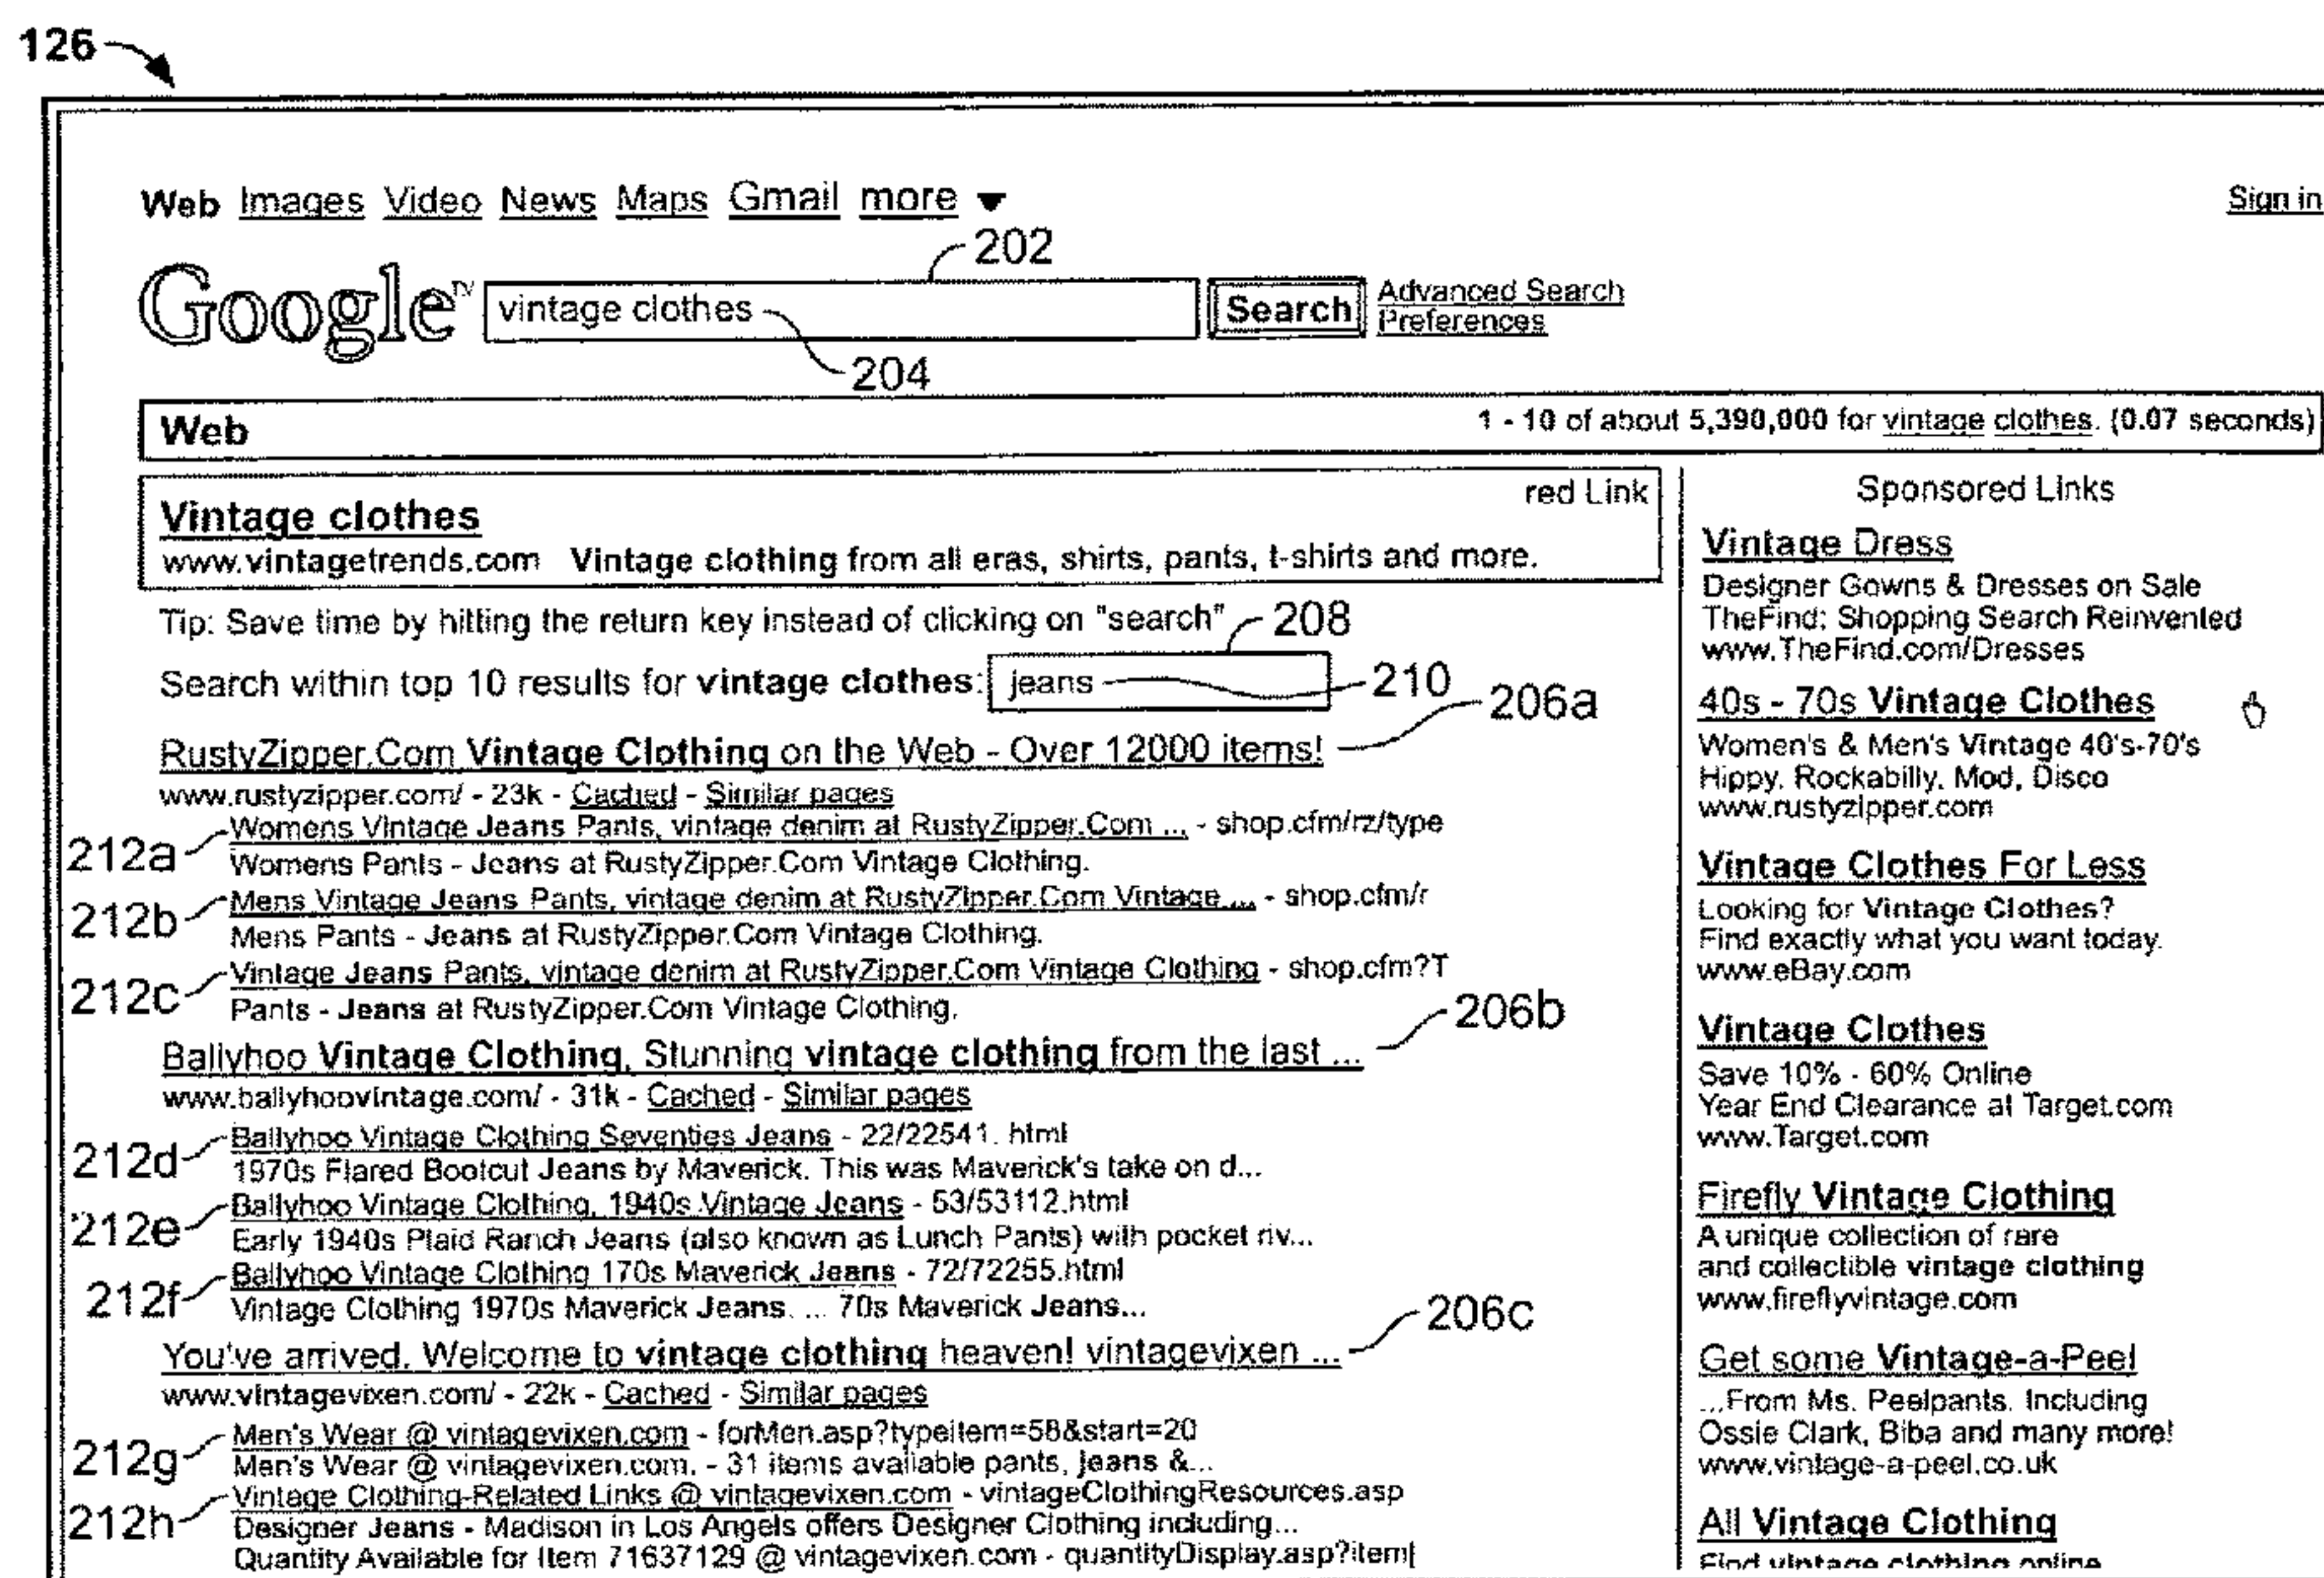 126
Web Images Video News Maps Gmail more
Sign in
202
Google
vintage clothes
Search
Advanced Search
Preferences
204
Web
1 - 10 of about 5,390,000 for vintage clothes. (0.07 seconds)
red Link
Vintage clothes
www.vintagetrends.com Vintage clothing from all eras, shirts, pants, t-shirts and more.
Tip: Save time by hitting the return key instead of clicking on "search"
208
Search within top 10 results for vintage clothes: jeans
210
206a
RustyZipper.Com Vintage Clothing on the Web - Over 12000 items!
www.rustyzipper.com/ - 23k - Cached - Similar pages
212a
Womens Vintage Jeans Pants, vintage denim at RustyZipper.Com ... - shop.cfm/rz/type
Womens Pants - Jeans at RustyZipper.Com Vintage Clothing.
212b
Mens Vintage Jeans Pants, vintage denim at RustyZipper.Com Vintage ... - shop.cfm/r
Mens Pants - Jeans at RustyZipper.Com Vintage Clothing.
212c
Vintage Jeans Pants, vintage denim at RustyZipper.Com Vintage Clothing - shop.cfm?T
Pants - Jeans at RustyZipper.Com Vintage Clothing.
206b
Ballyhoo Vintage Clothing, Stunning vintage clothing from the last ...
www.ballyhoovintage.com/ - 31k - Cached - Similar pages
212d
Ballyhoo Vintage Clothing Seventies Jeans - 22/22541. html
1970s Flared Bootcut Jeans by Maverick. This was Maverick's take on d...
212e
Ballyhoo Vintage Clothing, 1940s Vintage Jeans - 53/53112.html
Early 1940s Plaid Ranch Jeans (also known as Lunch Pants) with pocket riv...
212f
Ballyhoo Vintage Clothing 170s Maverick Jeans - 72/72255.html
Vintage Clothing 1970s Maverick Jeans. ... 70s Maverick Jeans...
206c
You've arrived. Welcome to vintage clothing heaven! vintagevixen ...
www.vintagevixen.com/ - 22k - Cached - Similar pages
212g
Men's Wear @ vintagevixen.com - forMen.asp?typeitem=58&start=20
Men's Wear @ vintagevixen.com. - 31 items available pants, jeans &...
212h
Vintage Clothing-Related Links @ vintagevixen.com - vintageClothingResources.asp
Designer Jeans - Madison in Los Angels offers Designer Clothing including...
Quantity Available for Item 71637129 @ vintagevixen.com - quantityDisplay.asp?item[
Sponsored Links
Vintage Dress
Designer Gowns & Dresses on Sale
TheFind: Shopping Search Reinvented
www.TheFind.com/Dresses
40s - 70s Vintage Clothes
Women's & Men's Vintage 40's-70's
Hippy, Rockabilly, Mod, Disco
www.rustyzipper.com
Vintage Clothes For Less
Looking for Vintage Clothes?
Find exactly what you want today.
www.eBay.com
Vintage Clothes
Save 10% - 60% Online
Year End Clearance at Target.com
www.Target.com
Firefly Vintage Clothing
A unique collection of rare
and collectible vintage clothing
www.fireflyvintage.com
Get some Vintage-a-Peel
...From Ms. Peelpants. Including
Ossie Clark, Biba and many more!
www.vintage-a-peel.co.uk
All Vintage Clothing
Find vintage clothing online